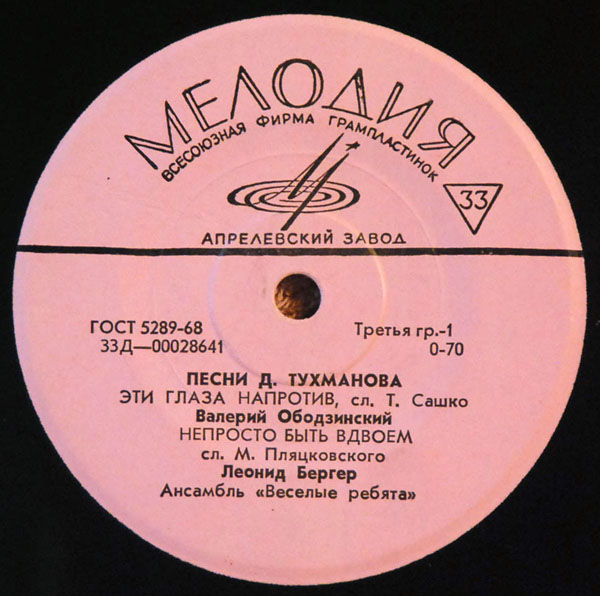 МЕЛОДИЯ
ВСЕСОЮЗНАЯ ФИРМА ГРАМПЛАСТИНОК
33
АПРЕЛЕВСКИЙ ЗАВОД
ГОСТ 5289-68 Третья гр.-1
33Д—00028641 0-70
ПЕСНИ Д. ТУХМАНОВА
ЭТИ ГЛАЗА НАПРОТИВ, сл. Т. Сашко
Валерий Ободзинский
НЕПРОСТО БЫТЬ ВДВОЕМ
сл. М. Пляцковского
Леонид Бергер
Ансамбль «Веселые ребята»